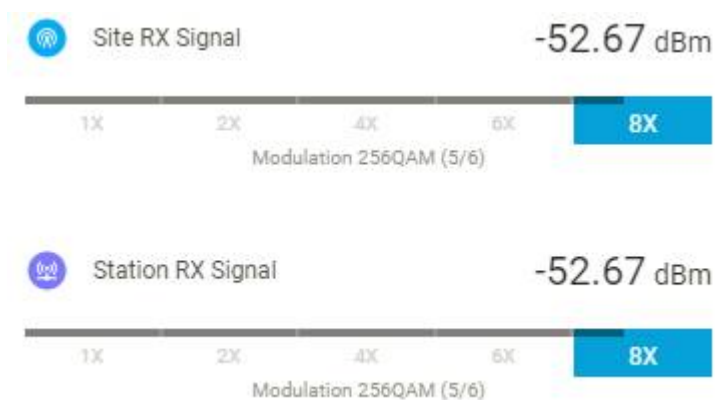 Site RX Signal -52.67 dBm
1X 2X 4X 6X 8X
Modulation 256QAM (5/6)
Station RX Signal -52.67 dBm
1X 2X 4X 6X 8X
Modulation 256QAM (5/6)